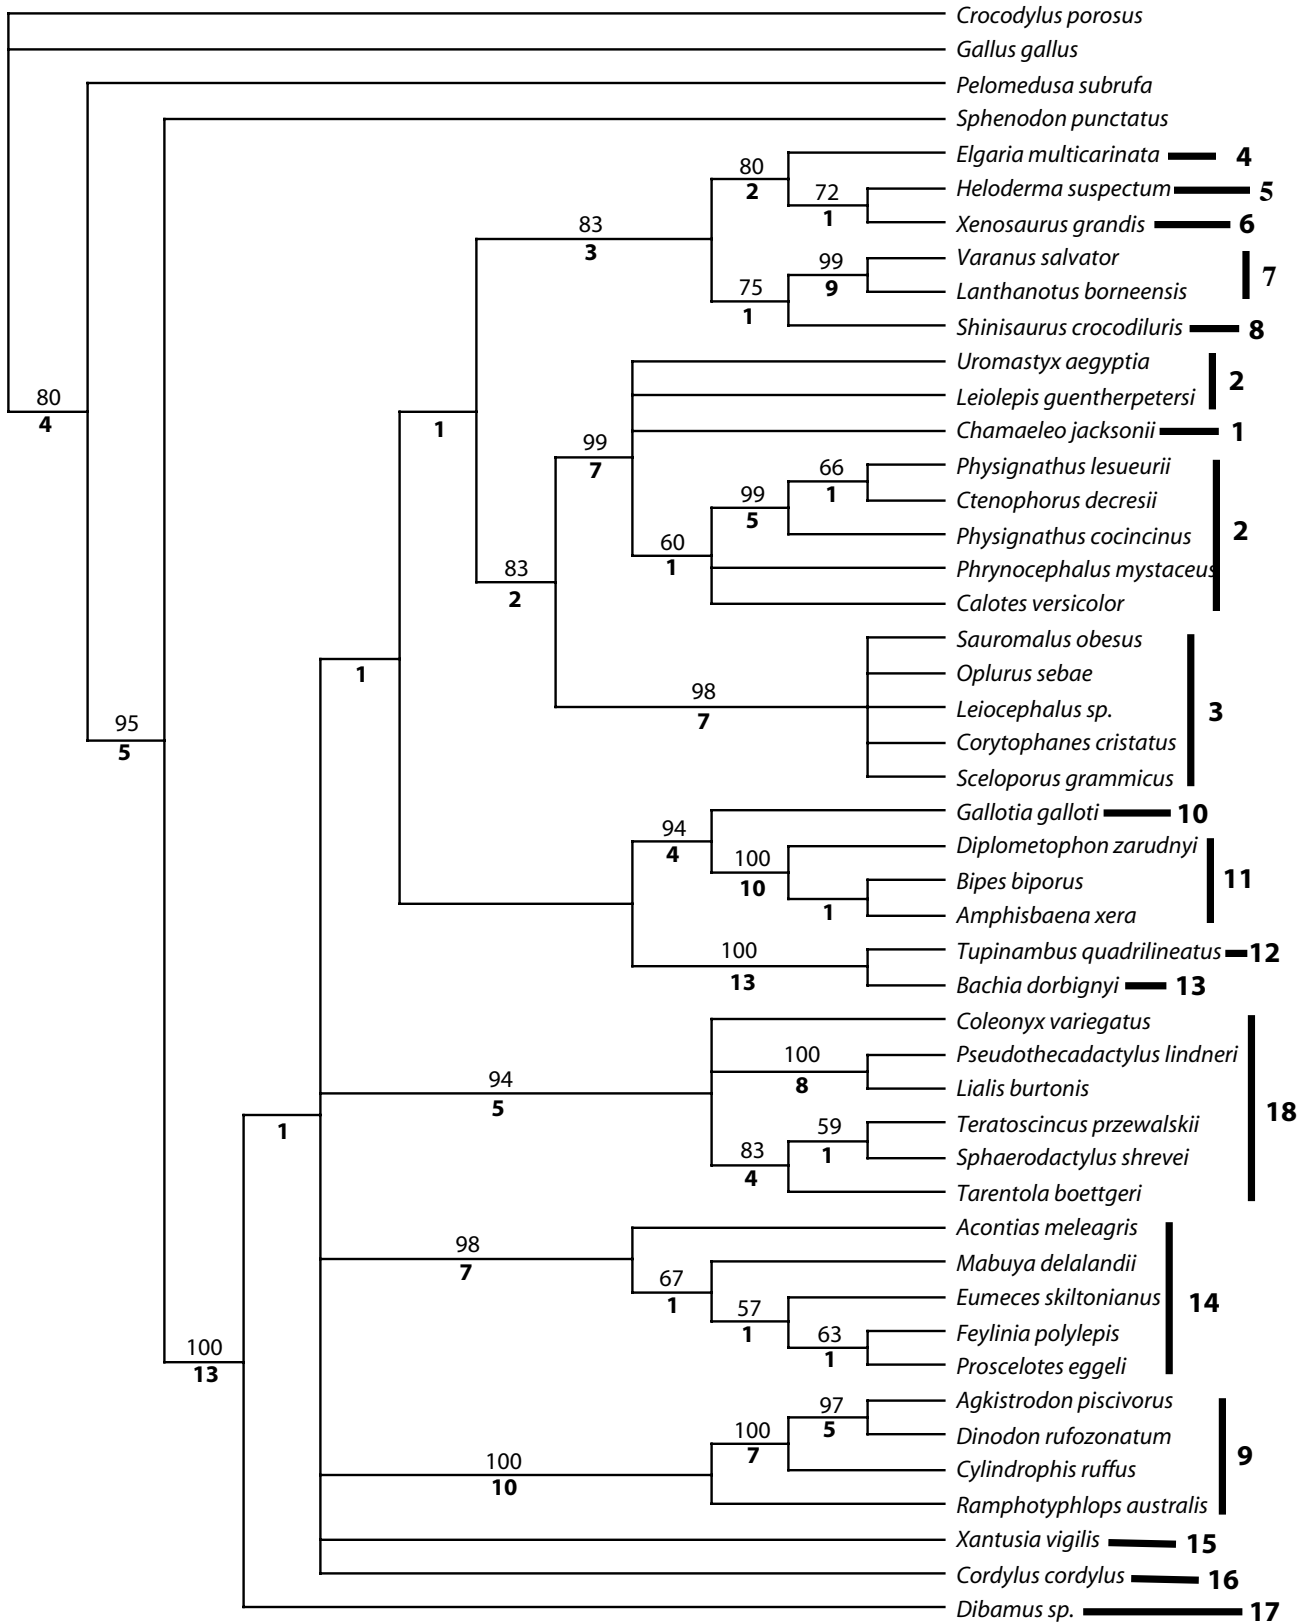 Crocodylus porosus
Gallus gallus
Pelomedusa subrufa
Sphenodon punctatus
Elgaria multicarinata 4
80
2
Heloderma suspectum 5
72
1
Xenosaurus grandis 6
83
3
Varanus salvator
99
9
7
Lanthanotus borneensis
75
1
Shinisaurus crocodiluris 8
Uromastyx aegyptia
2
Leiolepis guentherpetersi
80
4
1
Chamaeleo jacksonii 1
99
7
Physignathus lesueurii
66
1
99
5
Ctenophorus decresii
Physignathus cocincinus
2
60
1
Phrynocephalus mystaceus
83
2
Calotes versicolor
Sauromalus obesus
1
Oplurus sebae
98
7
Leiocephalus sp.
3
95
5
Corytophanes cristatus
Sceloporus grammicus
Gallotia galloti 10
94
4
Diplometophon zarudnyi
100
10
Bipes biporus
11
1
Amphisbaena xera
Tupinambus quadrilineatus 12
100
13
Bachia dorbignyi 13
Coleonyx variegatus
100
8
Pseudothecadactylus lindneri
94
5
Lialis burtonis
18
1
Teratoscincus przewalskii
59
1
83
4
Sphaerodactylus shrevei
Tarentola boettgeri
Acontias meleagris
98
7
Mabuya delalandii
67
1
Eumeces skiltonianus
14
57
1
Feylinia polylepis
63
1
100
13
Proscelotes eggeli
Agkistrodon piscivorus
97
5
Dinodon rufozonatum
100
7
9
Cylindrophis ruffus
100
10
Ramphotyphlops australis
Xantusia vigilis 15
Cordylus cordylus 16
Dibamus sp. 17